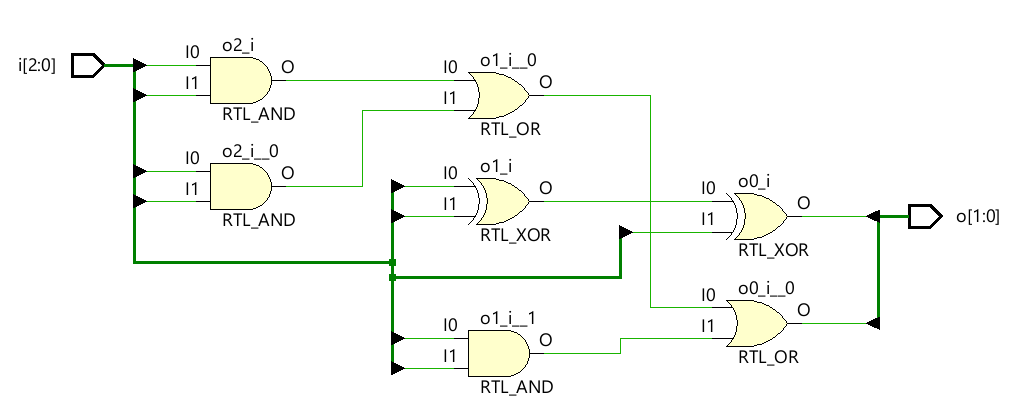 i[2:0]
o2_i
I0
I1
O
RTL_AND
o2_i__0
I0
I1
O
RTL_AND
o1_i__0
I0
I1
O
RTL_OR
o1_i
I0
I1
O
RTL_XOR
o1_i__1
I0
I1
O
RTL_AND
o0_i
I0
I1
O
RTL_XOR
o0_i__0
I0
I1
O
RTL_OR
o[1:0]